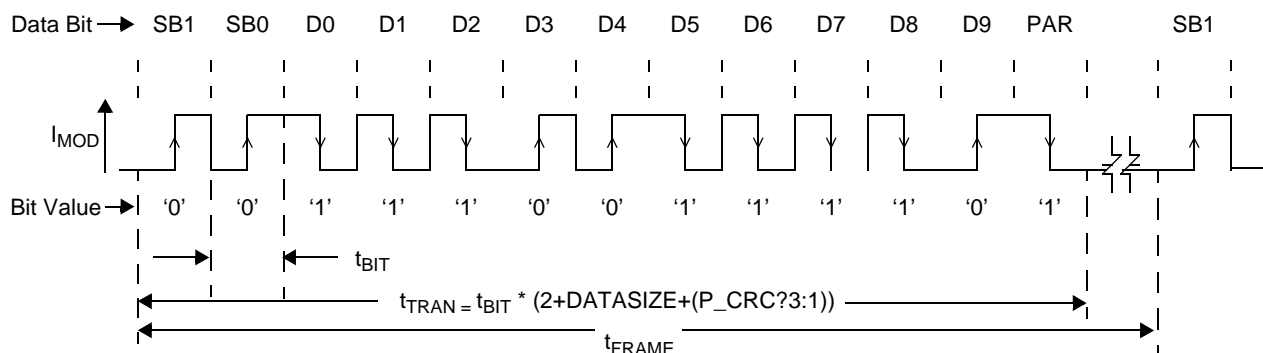 Data Bit SB1 SB0 D0 D1 D2 D3 D4 D5 D6 D7 D8 D9 PAR SB1
IMOD
Bit Value ‘0’ ‘0’ ‘1’ ‘1’ ‘1’ ‘0’ ‘0’ ‘1’ ‘1’ ‘1’ ‘1’ ‘0’ ‘1’
tBIT
tTRAN = tBIT * (2+DATASIZE+(P_CRC?3:1))
tFRAME